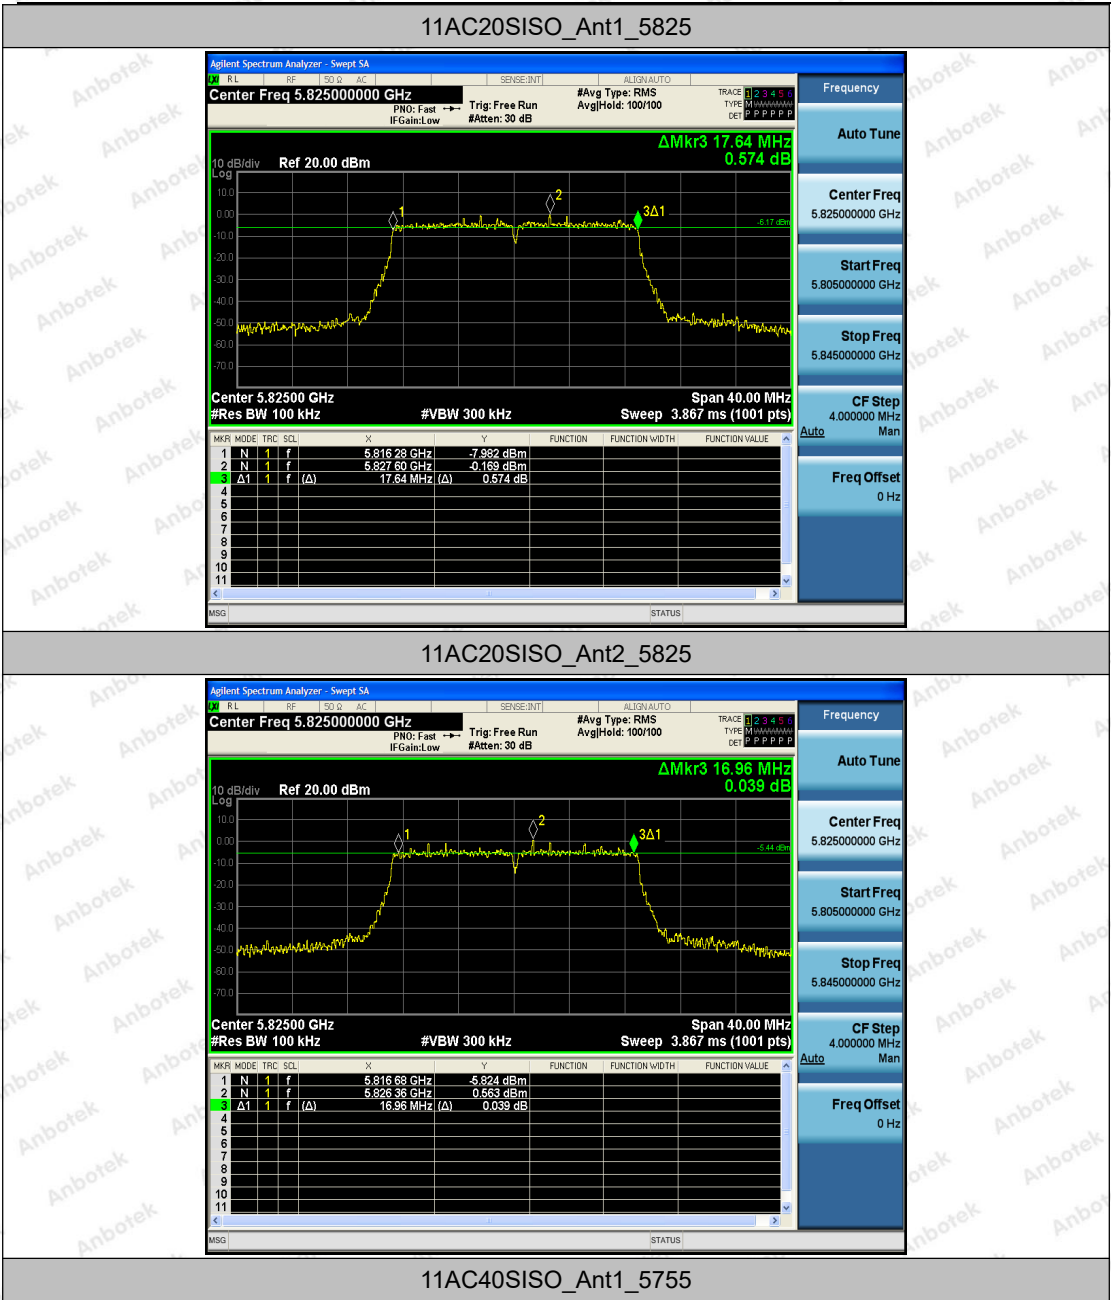 11AC20SISO_Ant1_5825
Agilent Spectrum Analyzer - Swept SA
RL RF 50 Ω AC SENSE:INT ALIGNAUTO
Center Freq 5.825000000 GHz
PNO: Fast
IFGain:Low
Trig: Free Run
#Atten: 30 dB
#Avg Type: RMS
Avg|Hold: 100/100
TRACE 1 2 3 4 5 6
TYPE M
DET P P P P P P
ΔMkr3 17.64 MHz
0.574 dB
10 dB/div Ref 20.00 dBm
Log
10.0
0.00
-10.0
-20.0
-30.0
-40.0
-50.0
-60.0
-70.0
1
2
3Δ1
-6.17 dBm
Center 5.82500 GHz Span 40.00 MHz
#Res BW 100 kHz #VBW 300 kHz Sweep 3.867 ms (1001 pts)
MKR MODE TRC SCL X Y FUNCTION FUNCTION WIDTH FUNCTION VALUE
1 N 1 f 5.816 28 GHz -7.982 dBm
2 N 1 f 5.827 60 GHz -0.169 dBm
3 Δ1 1 f (Δ) 17.64 MHz (Δ) 0.574 dB
4
5
6
7
8
9
10
11
MSG STATUS
Frequency
Auto Tune
Center Freq
5.825000000 GHz
Start Freq
5.805000000 GHz
Stop Freq
5.845000000 GHz
CF Step
4.000000 MHz
Auto Man
Freq Offset
0 Hz
11AC20SISO_Ant2_5825
Agilent Spectrum Analyzer - Swept SA
RL RF 50 Ω AC SENSE:INT ALIGNAUTO
Center Freq 5.825000000 GHz
PNO: Fast
IFGain:Low
Trig: Free Run
#Atten: 30 dB
#Avg Type: RMS
Avg|Hold: 100/100
TRACE 1 2 3 4 5 6
TYPE M
DET P P P P P P
ΔMkr3 16.96 MHz
0.039 dB
10 dB/div Ref 20.00 dBm
Log
10.0
0.00
-10.0
-20.0
-30.0
-40.0
-50.0
-60.0
-70.0
1
2
3Δ1
-5.44 dBm
Center 5.82500 GHz Span 40.00 MHz
#Res BW 100 kHz #VBW 300 kHz Sweep 3.867 ms (1001 pts)
MKR MODE TRC SCL X Y FUNCTION FUNCTION WIDTH FUNCTION VALUE
1 N 1 f 5.816 68 GHz -5.824 dBm
2 N 1 f 5.826 36 GHz 0.563 dBm
3 Δ1 1 f (Δ) 16.96 MHz (Δ) 0.039 dB
4
5
6
7
8
9
10
11
MSG STATUS
Frequency
Auto Tune
Center Freq
5.825000000 GHz
Start Freq
5.805000000 GHz
Stop Freq
5.845000000 GHz
CF Step
4.000000 MHz
Auto Man
Freq Offset
0 Hz
11AC40SISO_Ant1_5755